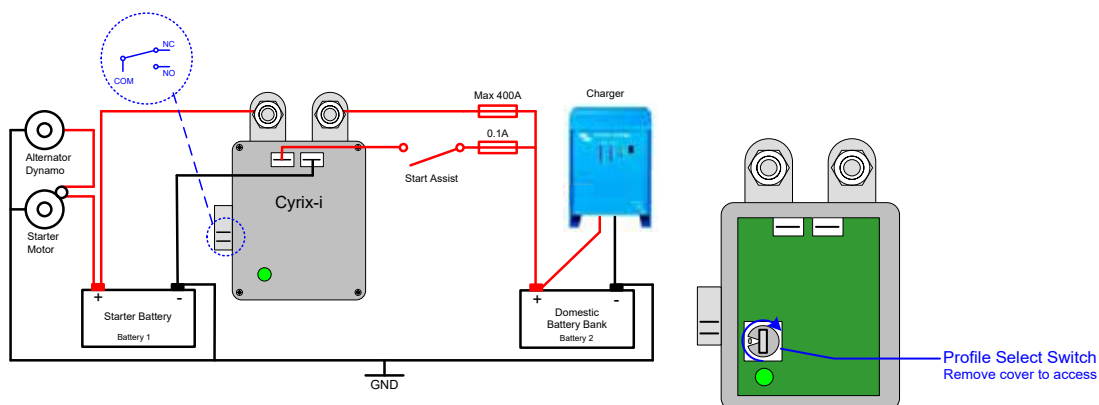 NC
NO
COM
Max 400A
Charger
0.1A
Alternator
Dynamo
Start Assist
Cyrix-i
Starter
Motor
+
-
Starter Battery
Battery 1
+
-
Domestic
Battery Bank
Battery 2
GND
0
Profile Select Switch
Remove cover to access